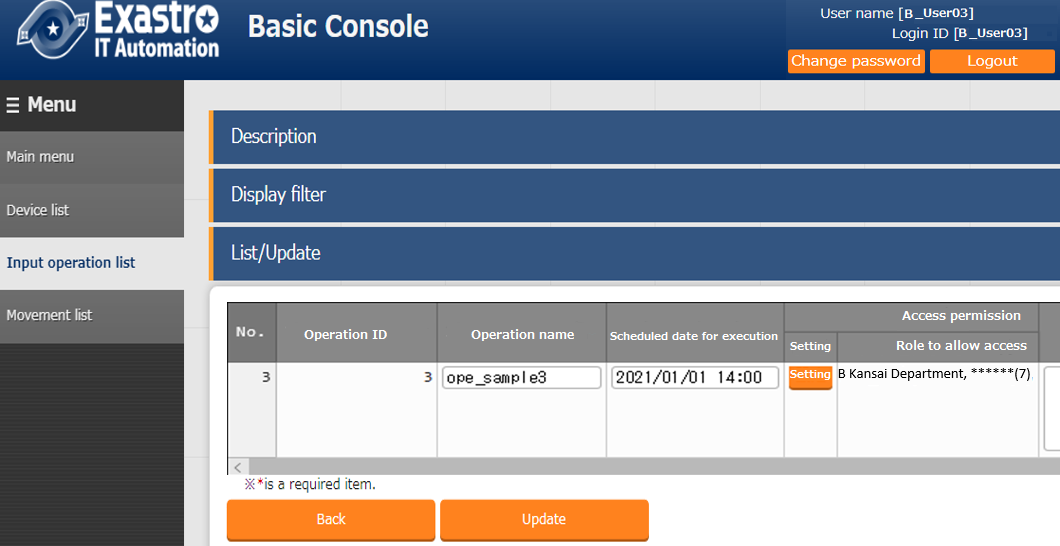 Exastro
IT Automation
Basic Console
User name [B_User03]
Login ID [B_User03]
Change password
Logout
☰ Menu
Main menu
Device list
Input operation list
Movement list
Description
Display filter
List/Update
No.
Operation ID
Operation name
Scheduled date for execution
Access permission
Setting
Role to allow access
3
3
ope_sample3
2021/01/01 14:00
Setting
B Kansai Department, ******(7)
※*is a required item.
Back
Update